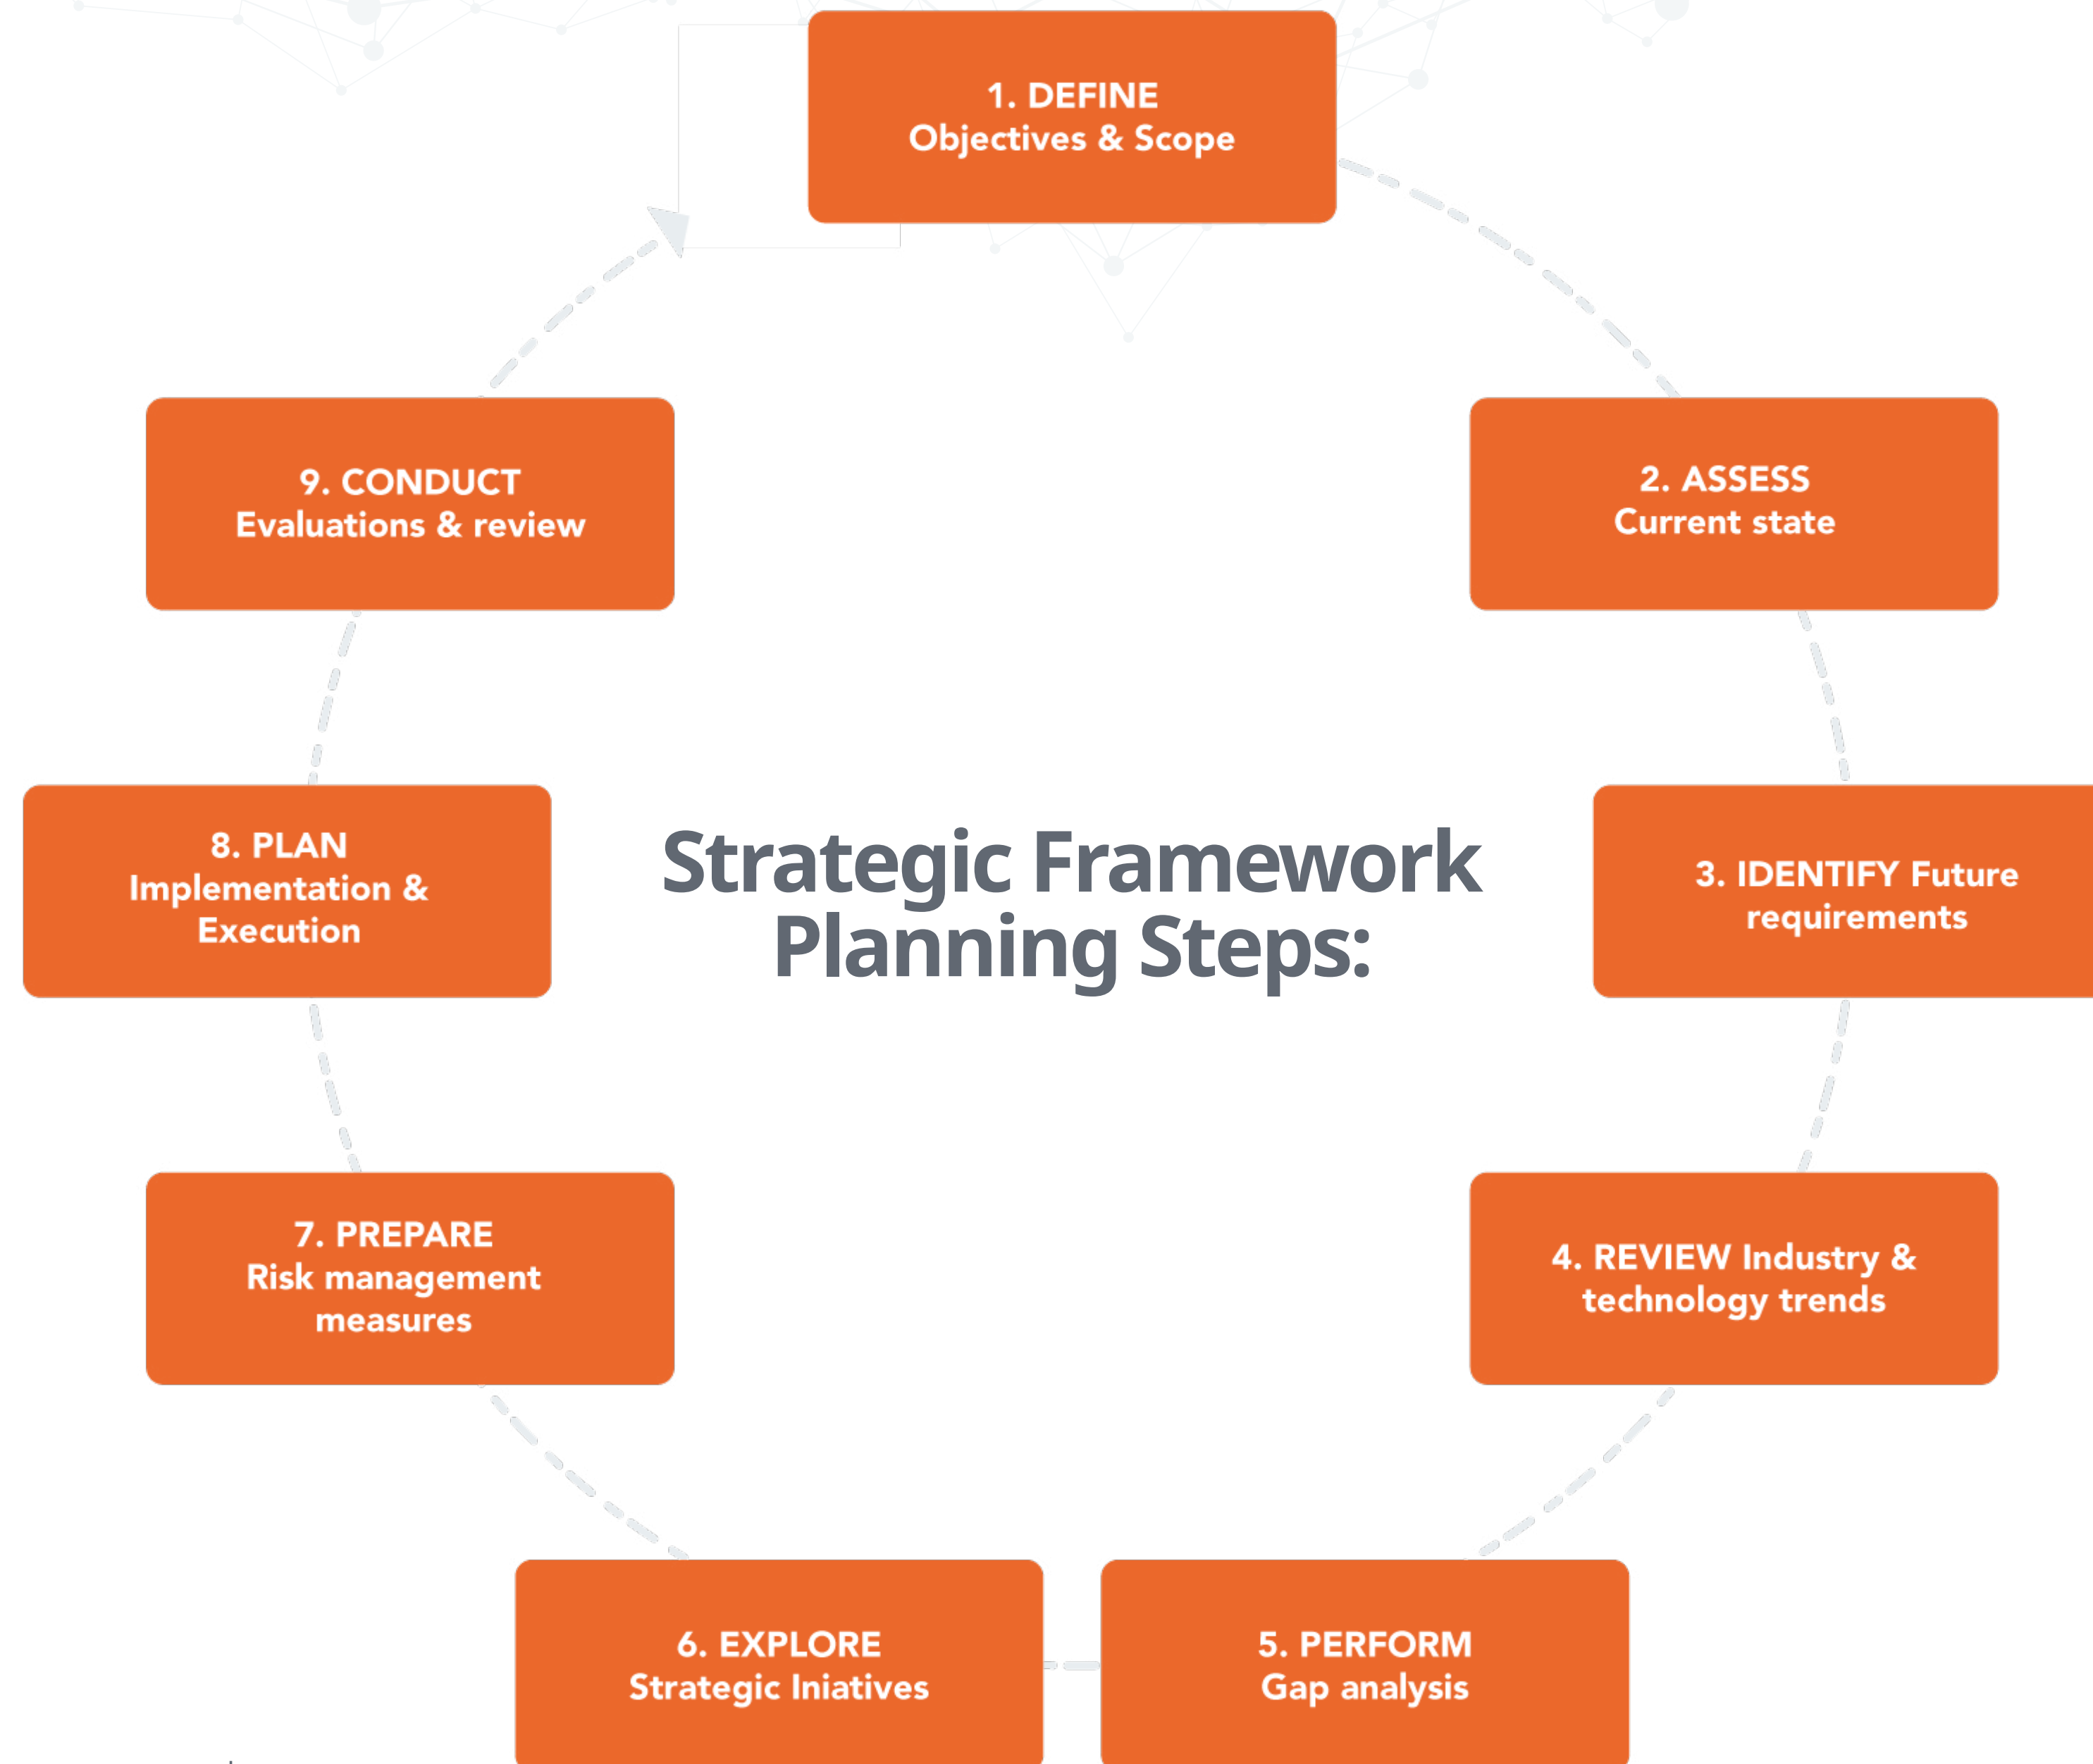 1. DEFINE
Objectives & Scope
2. ASSESS
Current state
3. IDENTIFY Future
requirements
4. REVIEW Industry &
technology trends
5. PERFORM
Gap analysis
6. EXPLORE
Strategic Iniatives
7. PREPARE
Risk management
measures
8. PLAN
Implementation &
Execution
9. CONDUCT
Evaluations & review
Strategic Framework
Planning Steps: